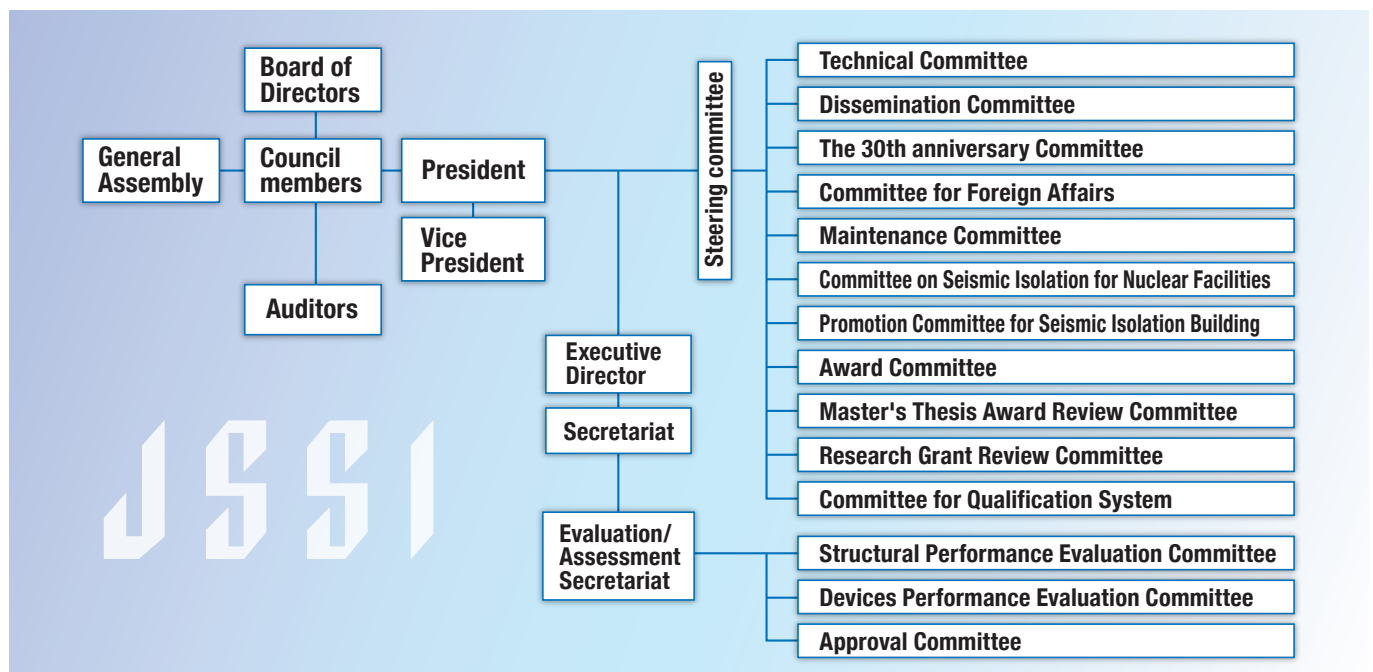 Board of
Directors
General
Assembly
Council
members
President
Vice
President
Auditors
Executive
Director
Secretariat
Evaluation/
Assessment
Secretariat
Steering committee
Technical Committee
Dissemination Committee
The 30th anniversary Committee
Committee for Foreign Affairs
Maintenance Committee
Committee on Seismic Isolation for Nuclear Facilities
Promotion Committee for Seismic Isolation Building
Award Committee
Master's Thesis Award Review Committee
Research Grant Review Committee
Committee for Qualification System
Structural Performance Evaluation Committee
Devices Performance Evaluation Committee
Approval Committee
JSSI